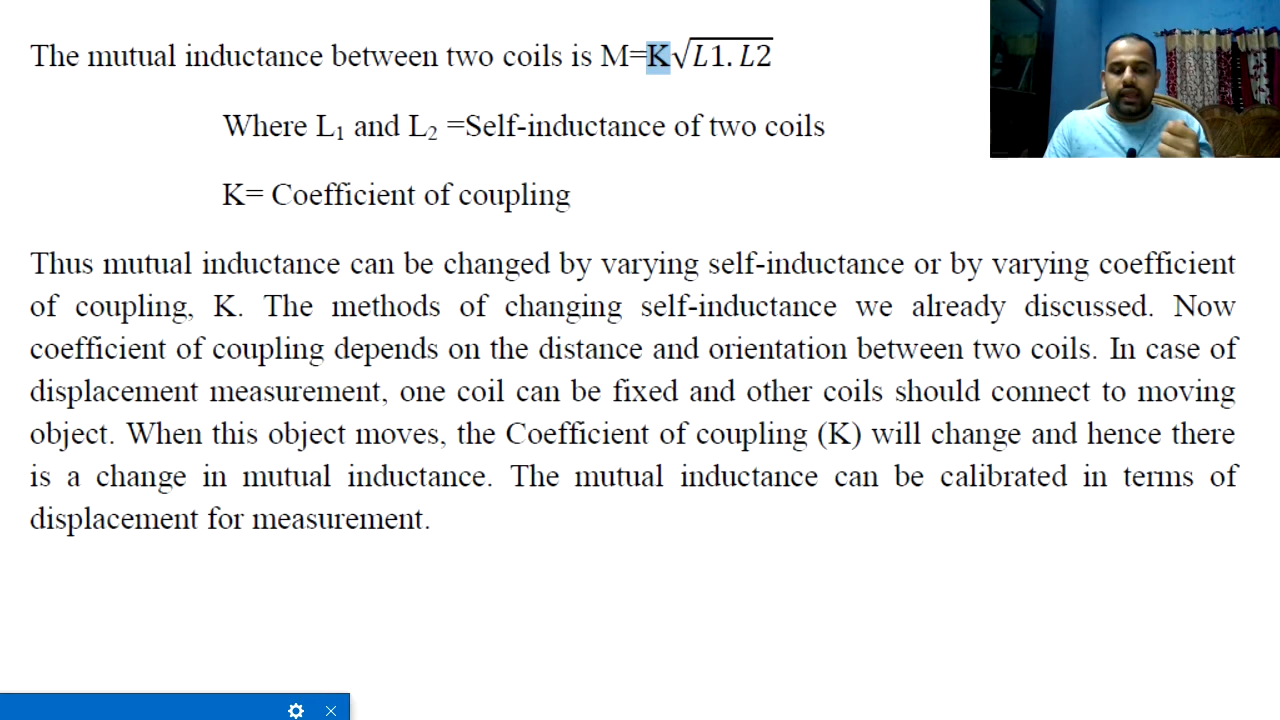 The mutual inductance between two coils is M=K√L1. L2
Where L₁ and L₂ =Self-inductance of two coils
K= Coefficient of coupling
Thus mutual inductance can be changed by varying self-inductance or by varying coefficient
of coupling, K. The methods of changing self-inductance we already discussed. Now
coefficient of coupling depends on the distance and orientation between two coils. In case of
displacement measurement, one coil can be fixed and other coils should connect to moving
object. When this object moves, the Coefficient of coupling (K) will change and hence there
is a change in mutual inductance. The mutual inductance can be calibrated in terms of
displacement for measurement.